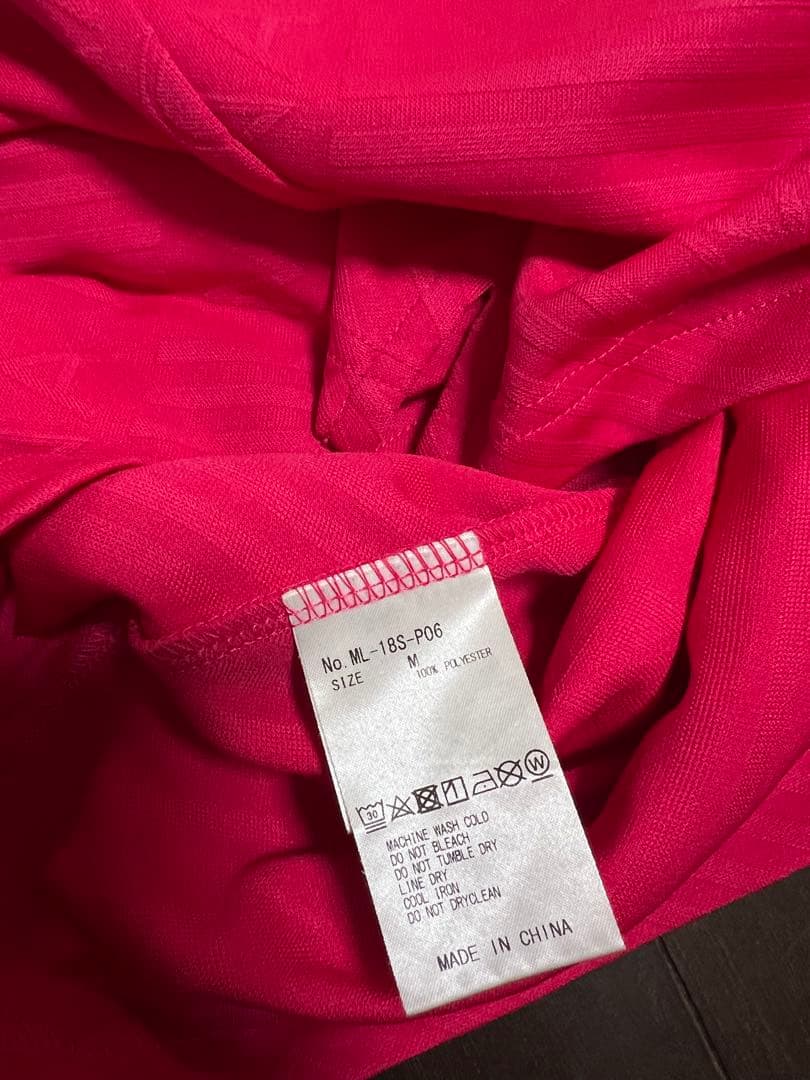 No. ML-18S-P06
SIZE M
100% POLYESTER
30 W
MACHINE WASH COLD
DO NOT BLEACH
DO NOT TUMBLE DRY
LINE DRY
COOL IRON
DO NOT DRYCLEAN
MADE IN CHINA